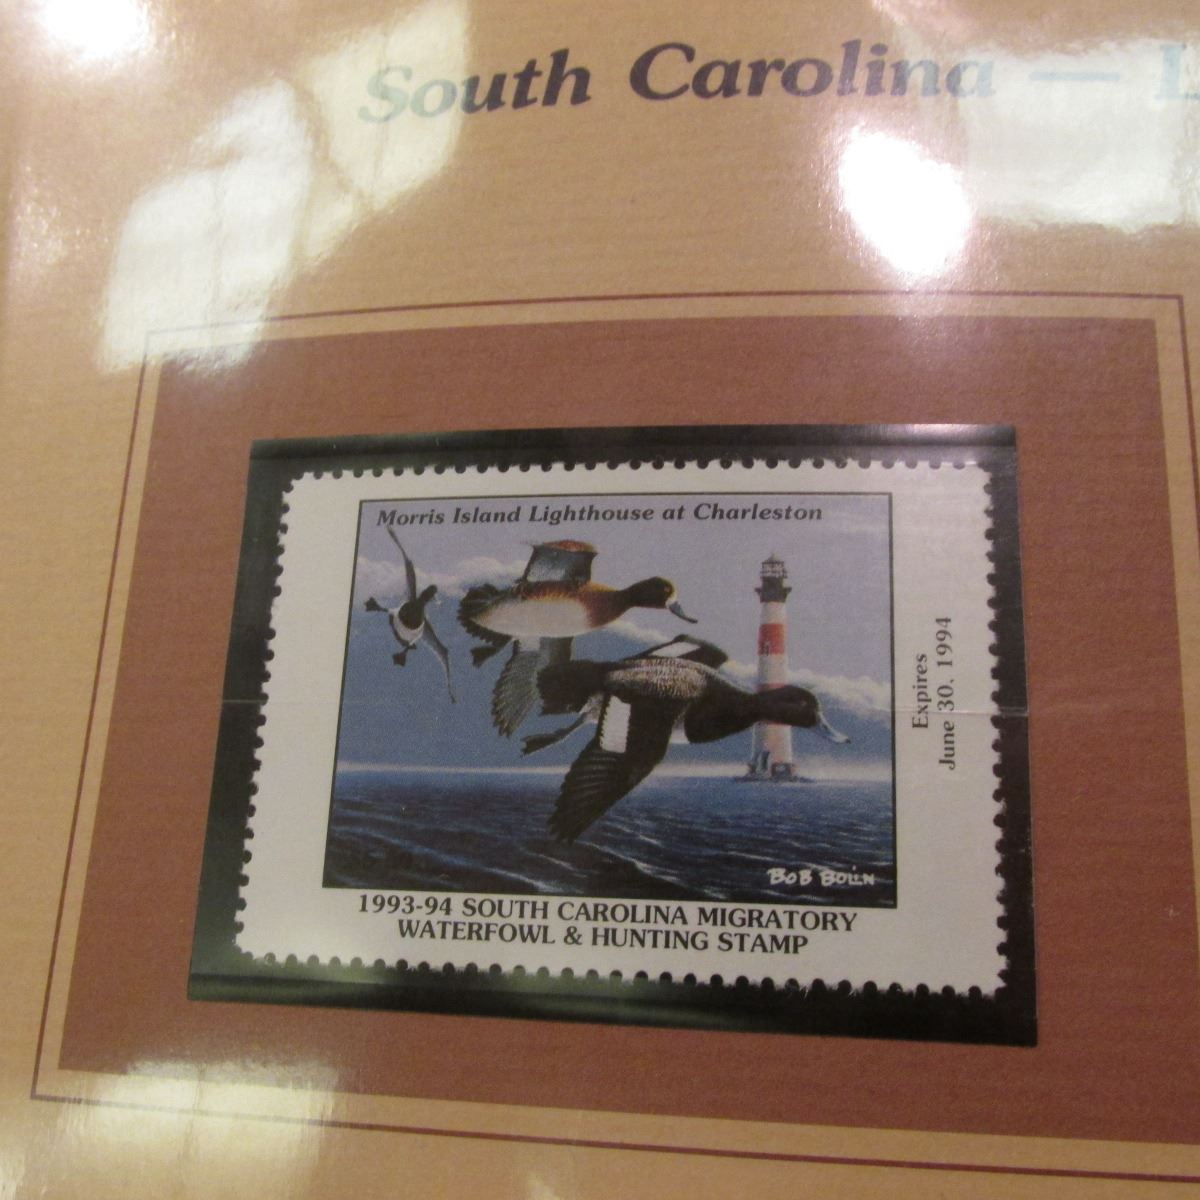 South Carolina — L
Morris Island Lighthouse at Charleston
Expires
June 30, 1994
BOB BOLIN
1993-94 SOUTH CAROLINA MIGRATORY
WATERFOWL & HUNTING STAMP